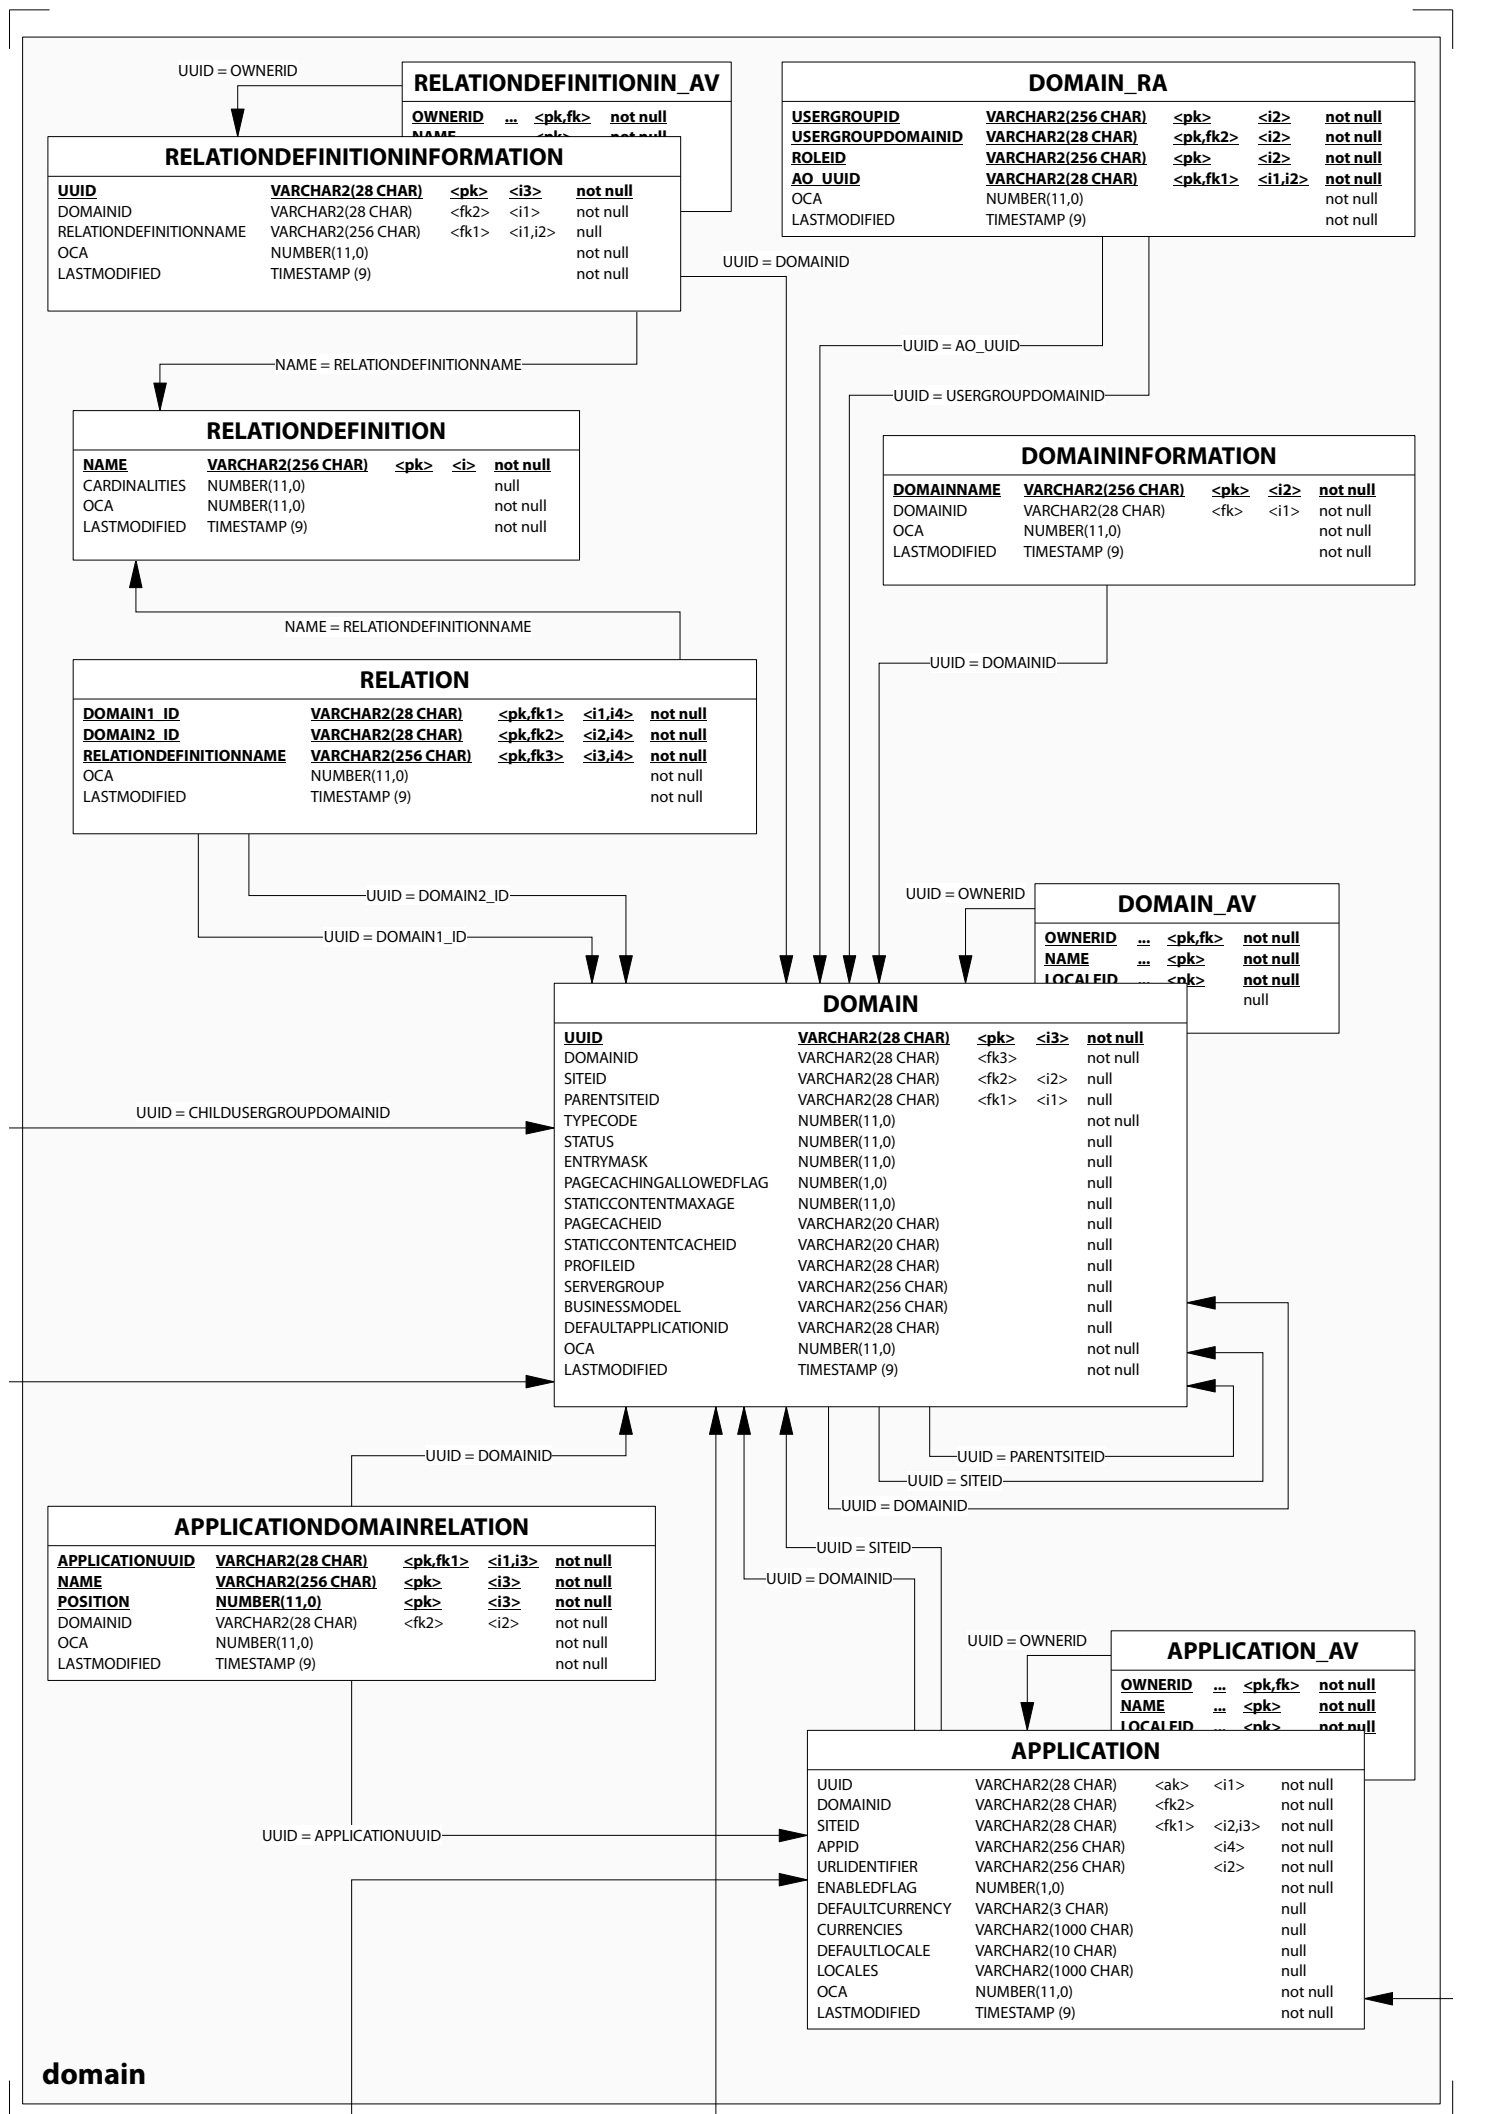 UUID = OWNERID
RELATIONDEFINITIONIN_AV
OWNERID ... <pk,fk> not null
NAME <pk> not null
RELATIONDEFINITIONINFORMATION
UUID VARCHAR2(28 CHAR) <pk> <i3> not null
DOMAINID VARCHAR2(28 CHAR) <fk2> <i1> not null
RELATIONDEFINITIONNAME VARCHAR2(256 CHAR) <fk1> <i1,i2> null
OCA NUMBER(11,0) not null
LASTMODIFIED TIMESTAMP (9) not null
DOMAIN_RA
USERGROUPID VARCHAR2(256 CHAR) <pk> <i2> not null
USERGROUPDOMAINID VARCHAR2(28 CHAR) <pk,fk2> <i2> not null
ROLEID VARCHAR2(256 CHAR) <pk> <i2> not null
AO_UUID VARCHAR2(28 CHAR) <pk,fk1> <i1,i2> not null
OCA NUMBER(11,0) not null
LASTMODIFIED TIMESTAMP (9) not null
UUID = DOMAINID
UUID = AO_UUID
NAME = RELATIONDEFINITIONNAME
UUID = USERGROUPDOMAINID
RELATIONDEFINITION
NAME VARCHAR2(256 CHAR) <pk> <i> not null
CARDINALITIES NUMBER(11,0) null
OCA NUMBER(11,0) not null
LASTMODIFIED TIMESTAMP (9) not null
DOMAININFORMATION
DOMAINNAME VARCHAR2(256 CHAR) <pk> <i2> not null
DOMAINID VARCHAR2(28 CHAR) <fk> <i1> not null
OCA NUMBER(11,0) not null
LASTMODIFIED TIMESTAMP (9) not null
NAME = RELATIONDEFINITIONNAME
UUID = DOMAINID
RELATION
DOMAIN1_ID VARCHAR2(28 CHAR) <pk,fk1> <i1,i4> not null
DOMAIN2_ID VARCHAR2(28 CHAR) <pk,fk2> <i2,i4> not null
RELATIONDEFINITIONNAME VARCHAR2(256 CHAR) <pk,fk3> <i3,i4> not null
OCA NUMBER(11,0) not null
LASTMODIFIED TIMESTAMP (9) not null
UUID = DOMAIN2_ID
UUID = DOMAIN1_ID
UUID = OWNERID
DOMAIN_AV
OWNERID ... <pk,fk> not null
NAME ... <pk> not null
LOCALEID ... <pk> not null
null
DOMAIN
UUID VARCHAR2(28 CHAR) <pk> <i3> not null
DOMAINID VARCHAR2(28 CHAR) <fk3> not null
SITEID VARCHAR2(28 CHAR) <fk2> <i2> null
PARENTSITEID VARCHAR2(28 CHAR) <fk1> <i1> null
TYPECODE NUMBER(11,0) not null
STATUS NUMBER(11,0) null
ENTRYMASK NUMBER(11,0) null
PAGECACHINGALLOWEDFLAG NUMBER(1,0) null
STATICCONTENTMAXAGE NUMBER(11,0) null
PAGECACHEID VARCHAR2(20 CHAR) null
STATICCONTENTCACHEID VARCHAR2(20 CHAR) null
PROFILEID VARCHAR2(28 CHAR) null
SERVERGROUP VARCHAR2(256 CHAR) null
BUSINESSMODEL VARCHAR2(256 CHAR) null
DEFAULTAPPLICATIONID VARCHAR2(28 CHAR) null
OCA NUMBER(11,0) not null
LASTMODIFIED TIMESTAMP (9) not null
UUID = CHILDUSERGROUPDOMAINID
UUID = DOMAINID
UUID = PARENTSITEID
UUID = SITEID
UUID = DOMAINID
APPLICATIONDOMAINRELATION
APPLICATIONUUID VARCHAR2(28 CHAR) <pk,fk1> <i1,i3> not null
NAME VARCHAR2(256 CHAR) <pk> <i3> not null
POSITION NUMBER(11,0) <pk> <i3> not null
DOMAINID VARCHAR2(28 CHAR) <fk2> <i2> not null
OCA NUMBER(11,0) not null
LASTMODIFIED TIMESTAMP (9) not null
UUID = SITEID
UUID = DOMAINID
UUID = OWNERID
APPLICATION_AV
OWNERID ... <pk,fk> not null
NAME ... <pk> not null
LOCALEID ... <pk> not null
APPLICATION
UUID VARCHAR2(28 CHAR) <ak> <i1> not null
DOMAINID VARCHAR2(28 CHAR) <fk2> not null
SITEID VARCHAR2(28 CHAR) <fk1> <i2,i3> not null
APPID VARCHAR2(256 CHAR) <i4> not null
URLIDENTIFIER VARCHAR2(256 CHAR) <i2> not null
ENABLEDFLAG NUMBER(1,0) not null
DEFAULTCURRENCY VARCHAR2(3 CHAR) null
CURRENCIES VARCHAR2(1000 CHAR) null
DEFAULTLOCALE VARCHAR2(10 CHAR) null
LOCALES VARCHAR2(1000 CHAR) null
OCA NUMBER(11,0) not null
LASTMODIFIED TIMESTAMP (9) not null
UUID = APPLICATIONUUID
domain